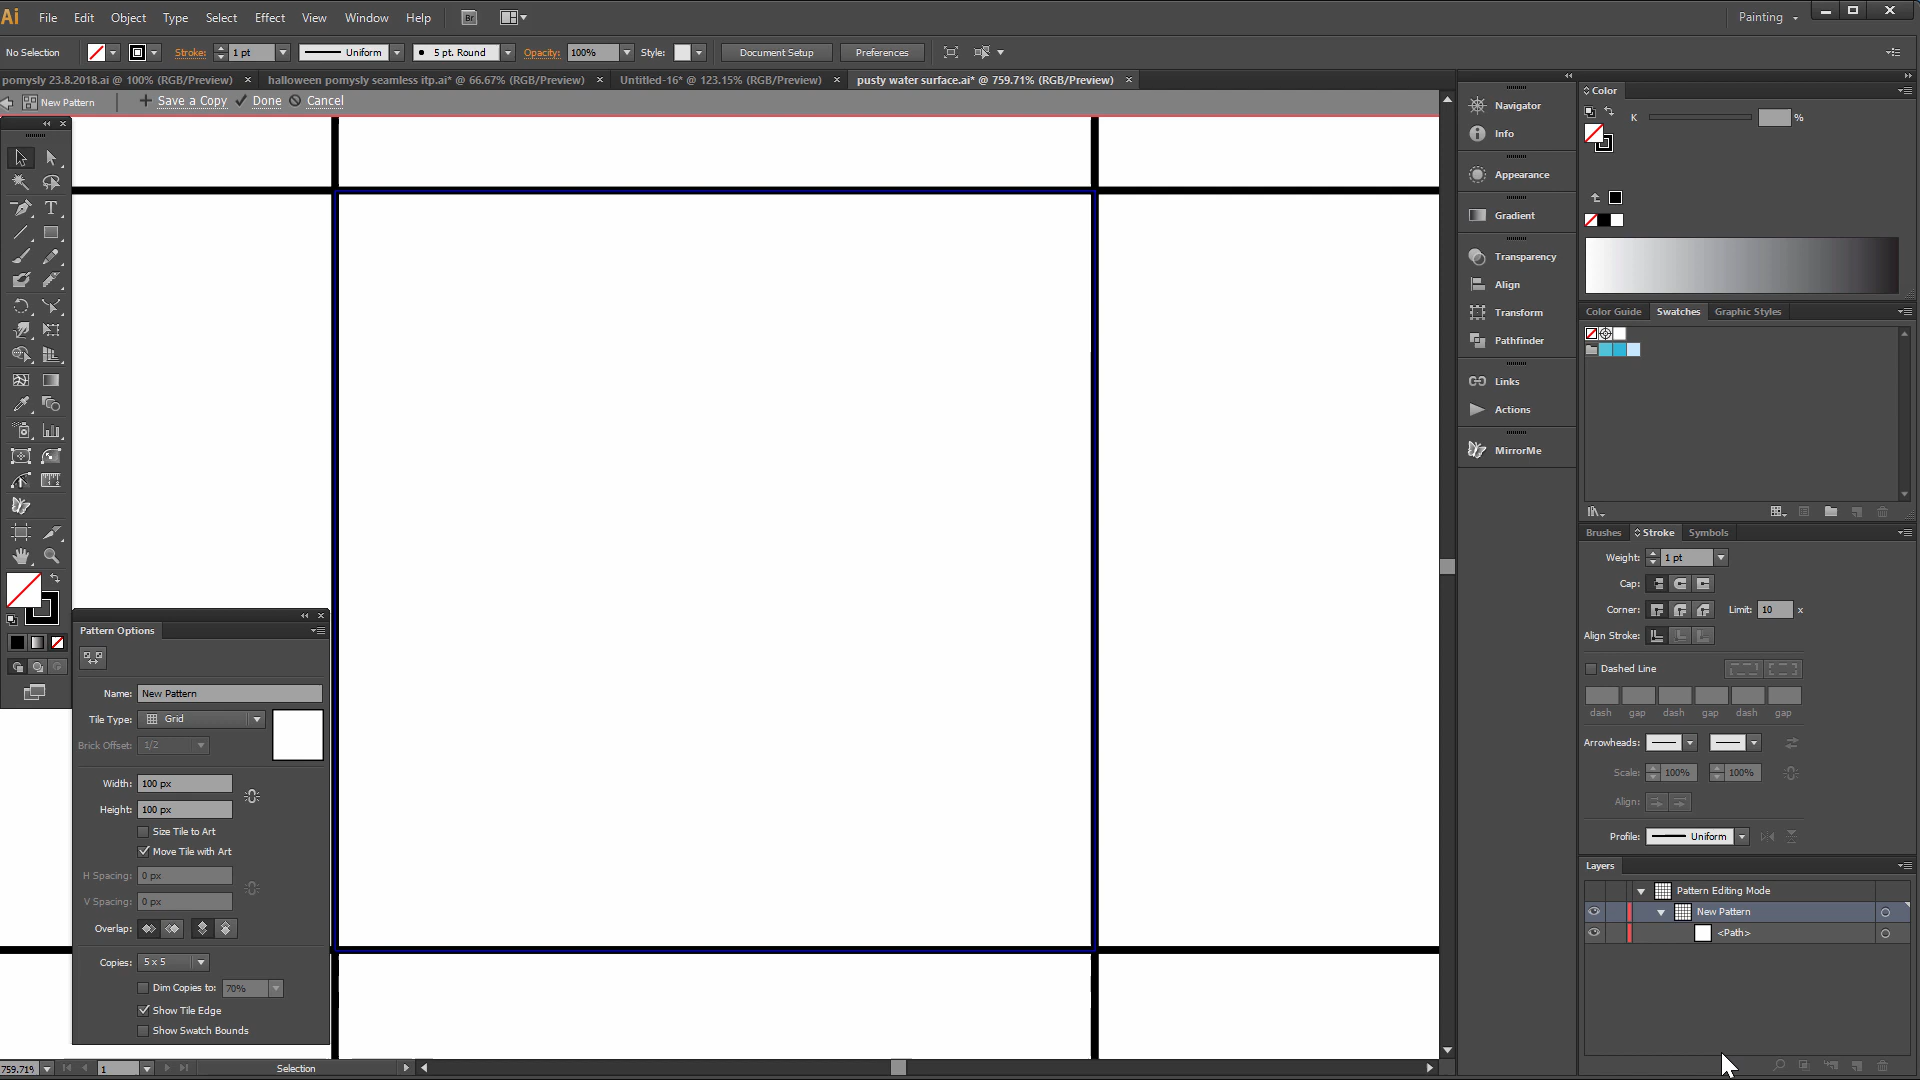 Ai File Edit Object Type Select Effect View Window Help Br Painting
No Selection Stroke: 1 pt Uniform 5 pt. Round Opacity: 100% Style: Document Setup Preferences
pomysly 23.8.2018.ai @ 100% (RGB/Preview) × halloween pomysly seamless itp.ai* @ 66.67% (RGB/Preview) × Untitled-16* @ 123.15% (RGB/Preview) × pusty water surface.ai* @ 759.71% (RGB/Preview) ×
New Pattern + Save a Copy Done Cancel
Pattern Options
Name: New Pattern
Tile Type: Grid
Brick Offset: 1/2
Width: 100 px
Height: 100 px
Size Tile to Art
Move Tile with Art
H Spacing: 0 px
V Spacing: 0 px
Overlap:
Copies: 5 x 5
Dim Copies to: 70%
Show Tile Edge
Show Swatch Bounds
759.71% 1 Selection
Navigator
Info
Appearance
Gradient
Transparency
Align
Transform
Pathfinder
Links
Actions
MirrorMe
Color
K %
Color Guide Swatches Graphic Styles
Brushes Stroke Symbols
Weight: 1 pt
Cap:
Corner: Limit: 10 x
Align Stroke:
Dashed Line
dash gap dash gap dash gap
Arrowheads:
Scale: 100% 100%
Align:
Profile: Uniform
Layers
Pattern Editing Mode
New Pattern
<Path>